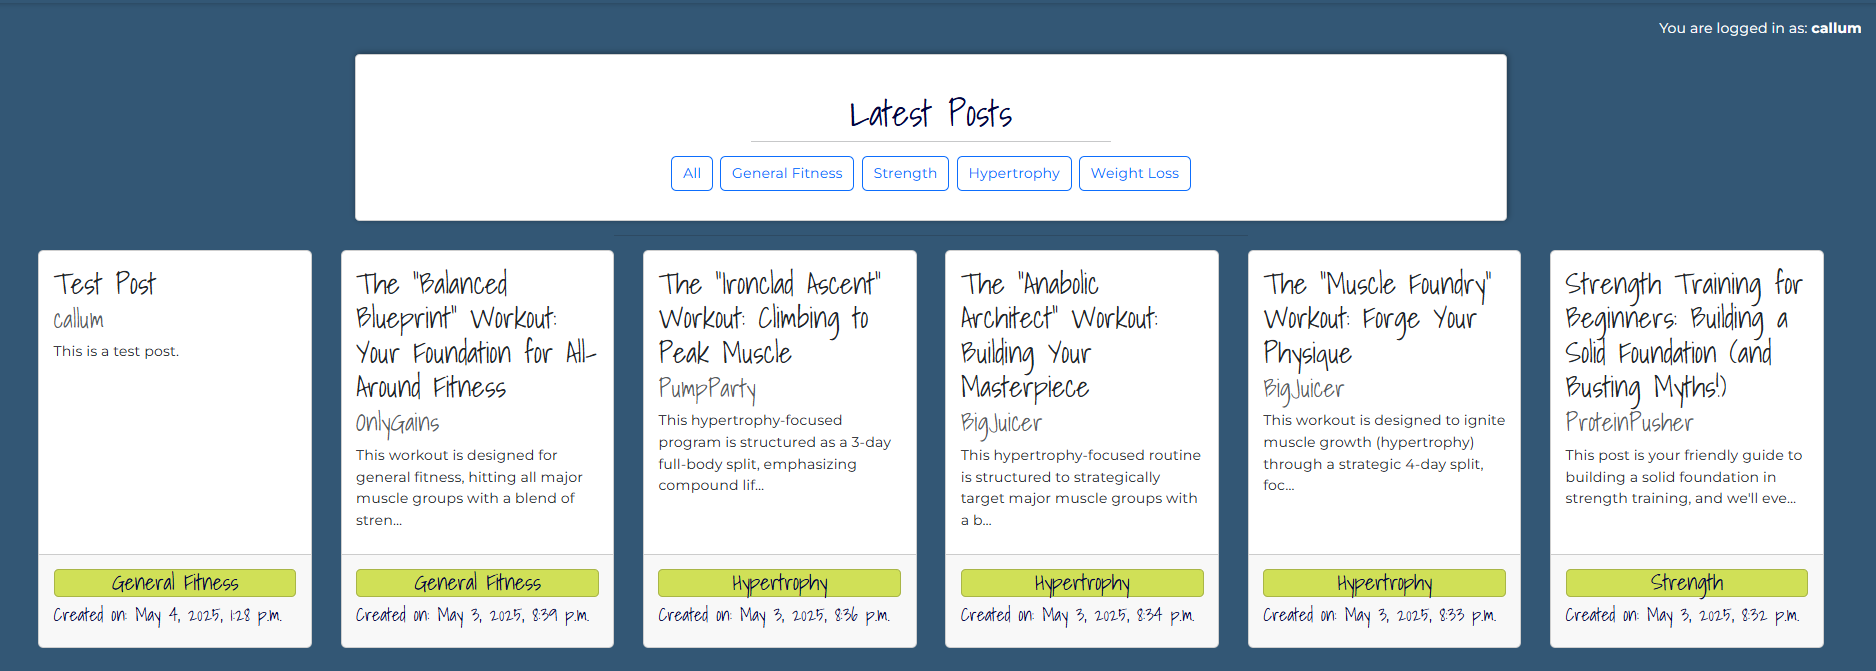 You are logged in as: callum
Latest Posts
All
General Fitness
Strength
Hypertrophy
Weight Loss
Test Post
callum
This is a test post.
General Fitness
Created on: May 4, 2025, 1:28 p.m.
The "Balanced
Blueprint" Workout:
Your Foundation for All-
Around Fitness
OnlyGains
This workout is designed for
general fitness, hitting all major
muscle groups with a blend of
stren...
General Fitness
Created on: May 3, 2025, 8:39 p.m.
The "Ironclad Ascent"
Workout: Climbing to
Peak Muscle
PumpParty
This hypertrophy-focused
program is structured as a 3-day
full-body split, emphasizing
compound lif...
Hypertrophy
Created on: May 3, 2025, 8:36 p.m.
The "Anabolic
Architect" Workout:
Building Your
Masterpiece
BigJuicer
This hypertrophy-focused routine
is structured to strategically
target major muscle groups with
a b...
Hypertrophy
Created on: May 3, 2025, 8:34 p.m.
The "Muscle Foundry"
Workout: Forge Your
Physique
BigJuicer
This workout is designed to ignite
muscle growth (hypertrophy)
through a strategic 4-day split,
foc...
Hypertrophy
Created on: May 3, 2025, 8:33 p.m.
Strength Training for
Beginners: Building a
Solid Foundation (and
Busting Myths!)
ProteinPusher
This post is your friendly guide to
building a solid foundation in
strength training, and we'll eve...
Strength
Created on: May 3, 2025, 8:32 p.m.